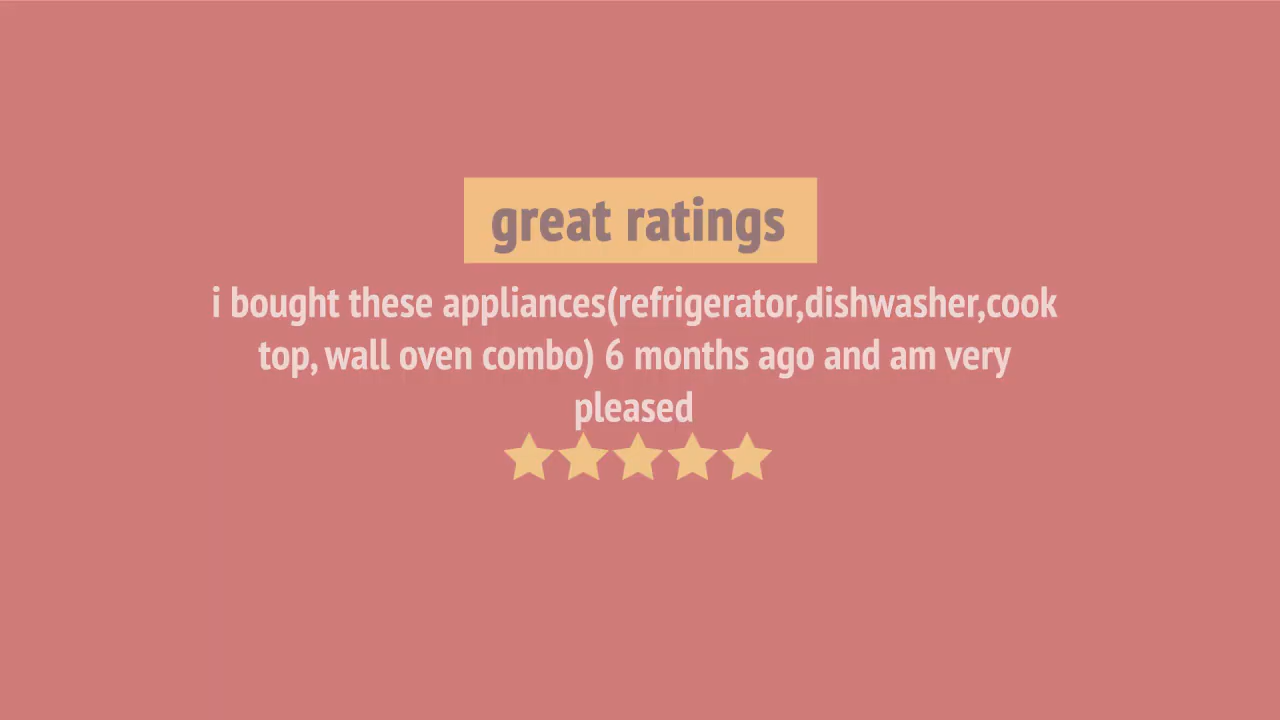 great ratings
i bought these appliances(refrigerator,dishwasher,cook
top, wall oven combo) 6 months ago and am very
pleased